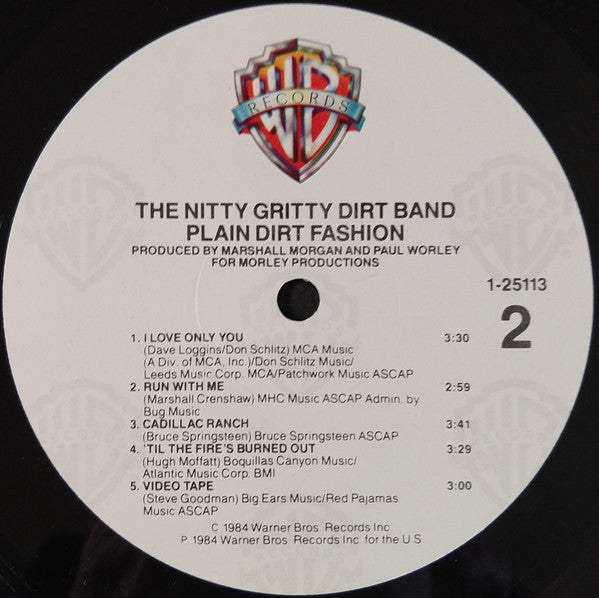 WB
RECORDS
THE NITTY GRITTY DIRT BAND
PLAIN DIRT FASHION
PRODUCED BY MARSHALL MORGAN AND PAUL WORLEY
FOR MORLEY PRODUCTIONS
1-25113
2
1. I LOVE ONLY YOU 3:30
(Dave Loggins/Don Schlitz) MCA Music
(A Div. of MCA, Inc.)/Don Schlitz Music/
Leeds Music Corp. MCA/Patchwork Music ASCAP
2. RUN WITH ME 2:59
(Marshall Crenshaw) MHC Music ASCAP Admin. by
Bug Music
3. CADILLAC RANCH 3:41
(Bruce Springsteen) Bruce Springsteen ASCAP
4. 'TIL THE FIRE'S BURNED OUT 3:29
(Hugh Moffatt) Boquillas Canyon Music/
Atlantic Music Corp. BMI
5. VIDEO TAPE 3:00
(Steve Goodman) Big Ears Music/Red Pajamas
Music ASCAP
C 1984 Warner Bros. Records Inc
P 1984 Warner Bros. Records Inc. for the U S